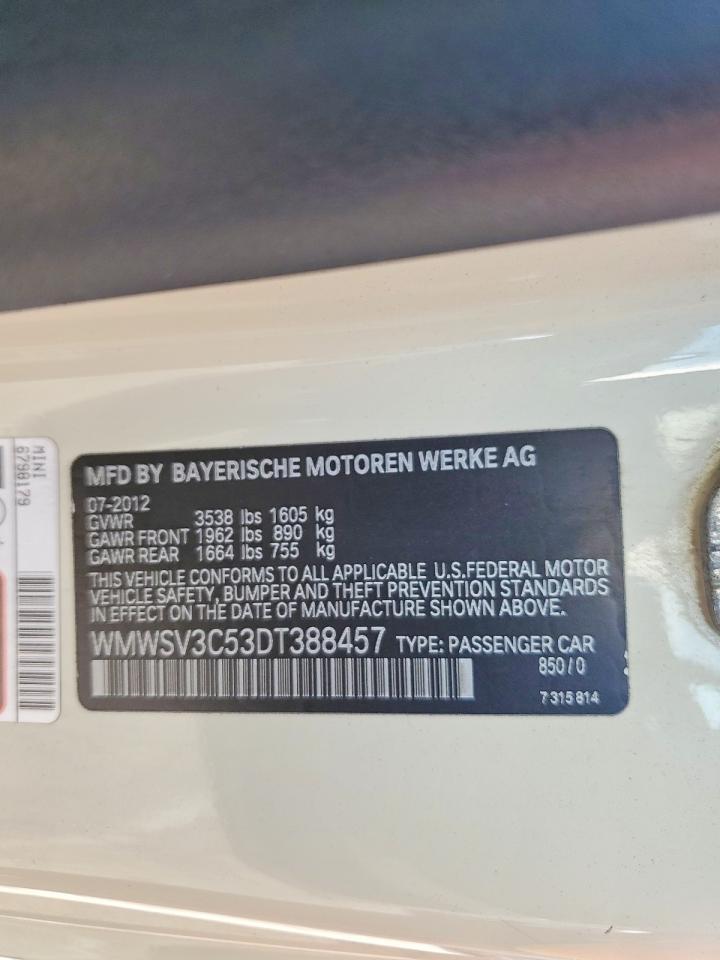 MFD BY BAYERISCHE MOTOREN WERKE AG
07-2012
GVWR 3538 lbs 1605 kg
GAWR FRONT 1962 lbs 890 kg
GAWR REAR 1664 lbs 755 kg
THIS VEHICLE CONFORMS TO ALL APPLICABLE U.S.FEDERAL MOTOR
VEHICLE SAFETY, BUMPER AND THEFT PREVENTION STANDARDS
IN EFFECT ON THE DATE OF MANUFACTURE SHOWN ABOVE.
WMWSV3C53DT388457 TYPE: PASSENGER CAR
850/0
7 315 814
MINI
6798179